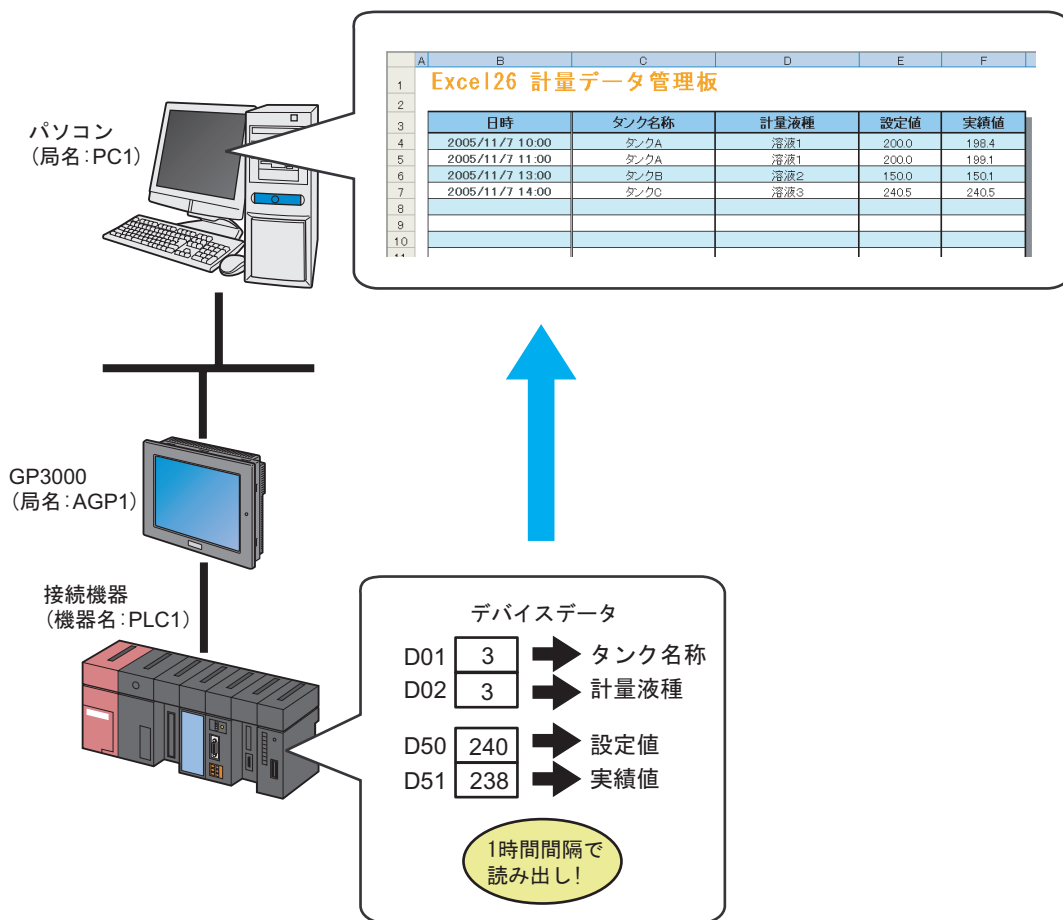 A B C D E F
1 Excel26 計量データ管理板
2
3 日時 タンク名称 計量液種 設定値 実績値
4 2005/11/7 10:00 タンクA 溶液1 200.0 198.4
5 2005/11/7 11:00 タンクA 溶液1 200.0 199.1
6 2005/11/7 13:00 タンクB 溶液2 150.0 150.1
7 2005/11/7 14:00 タンクC 溶液3 240.5 240.5
8
9
10
11
パソコン
(局名:PC1)
GP3000
(局名:AGP1)
接続機器
(機器名:PLC1)
デバイスデータ
D01 3 タンク名称
D02 3 計量液種
D50 240 設定値
D51 238 実績値
1時間間隔で
読み出し!